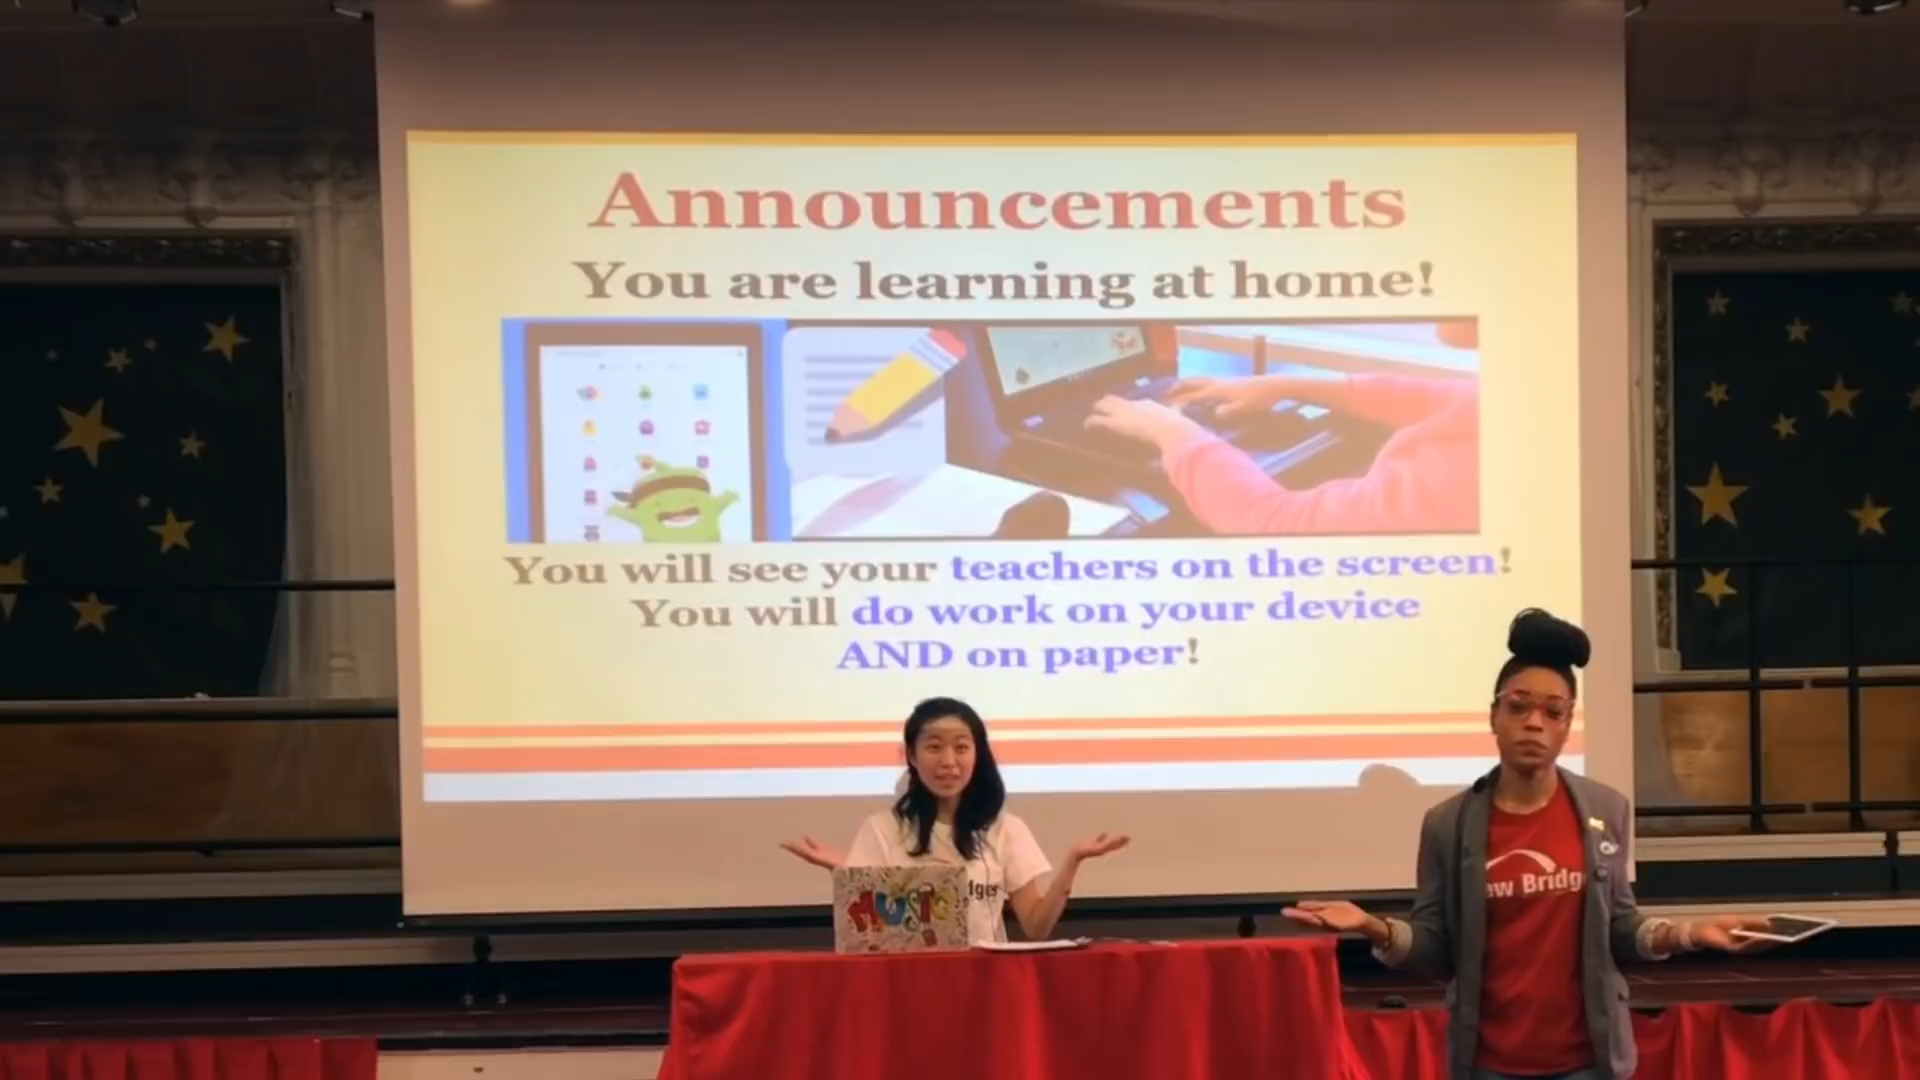 Announcements
You are learning at home!
You will see your teachers on the screen!
You will do work on your device
AND on paper!
MUSIC
dges
ew Bridg